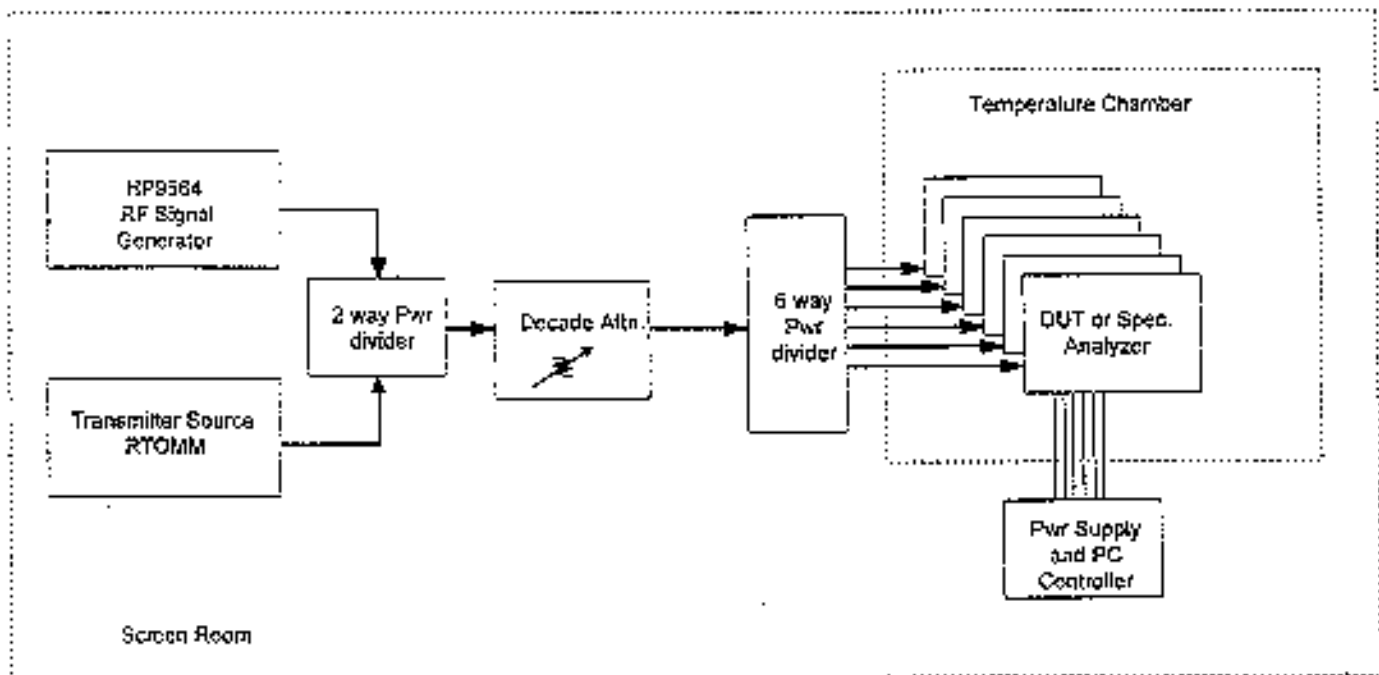 Temperature Chamber
RF Signal
Generator
2 way Pwr
divider
Decade Attn.
6 way
Pwr
divider
DUT or Spec.
Analyzer
Transmitter Source
RTOMM
Pwr Supply
and PC
Controller
Screen Room